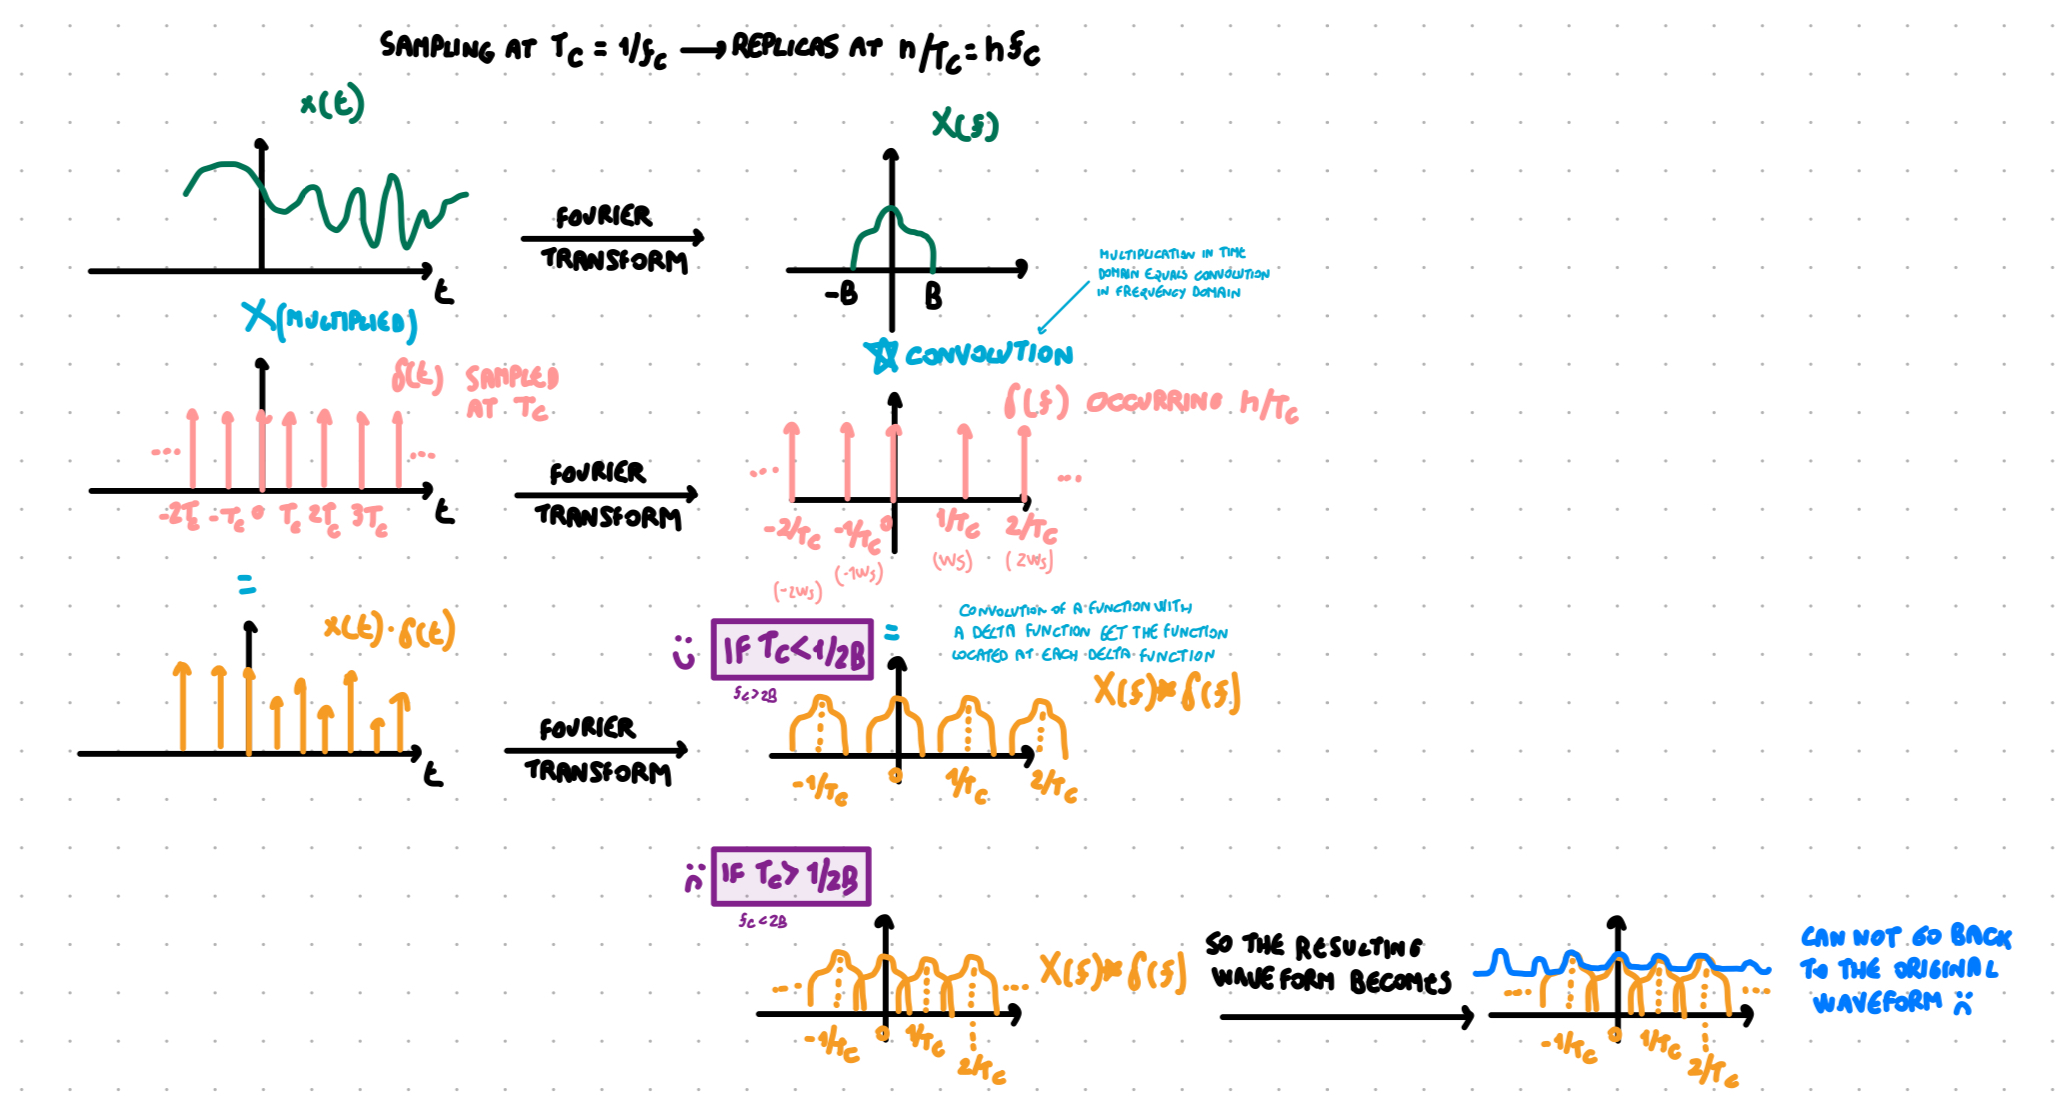 SAMPLING AT Tc = 1/fc → REPLICAS AT n/Tc = nfc
x(t)
X(f)
FOURIER
TRANSFORM
t
-B
B
MULTIPLICATION IN TIME
DOMAIN EQUALS CONVOLUTION
IN FREQUENCY DOMAIN
X (MULTIPLIED)
CONVOLUTION
δ(t) SAMPLED
AT Tc
δ(f) OCCURRING n/Tc
...
...
...
...
FOURIER
TRANSFORM
-2Tc -Tc 0 Tc 2Tc 3Tc
t
-2/Tc -1/Tc 0 1/Tc 2/Tc
(-2Ws) (-1Ws) (Ws) (2Ws)
=
x(t)·δ(t)
:) IF Tc<1/2B
fc>2B
=
CONVOLUTION OF A FUNCTION WITH
A DELTA FUNCTION GET THE FUNCTION
LOCATED AT EACH DELTA FUNCTION
X(f)*δ(f)
FOURIER
TRANSFORM
t
-1/Tc 0 1/Tc 2/Tc
:( IF Tc>1/2B
fc<2B
... ...
X(f)*δ(f)
-1/Tc 0 1/Tc
2/Tc
SO THE RESULTING
WAVEFORM BECOMES
... ...
-1/Tc 0 1/Tc
2/Tc
CAN NOT GO BACK
TO THE ORIGINAL
WAVEFORM :(